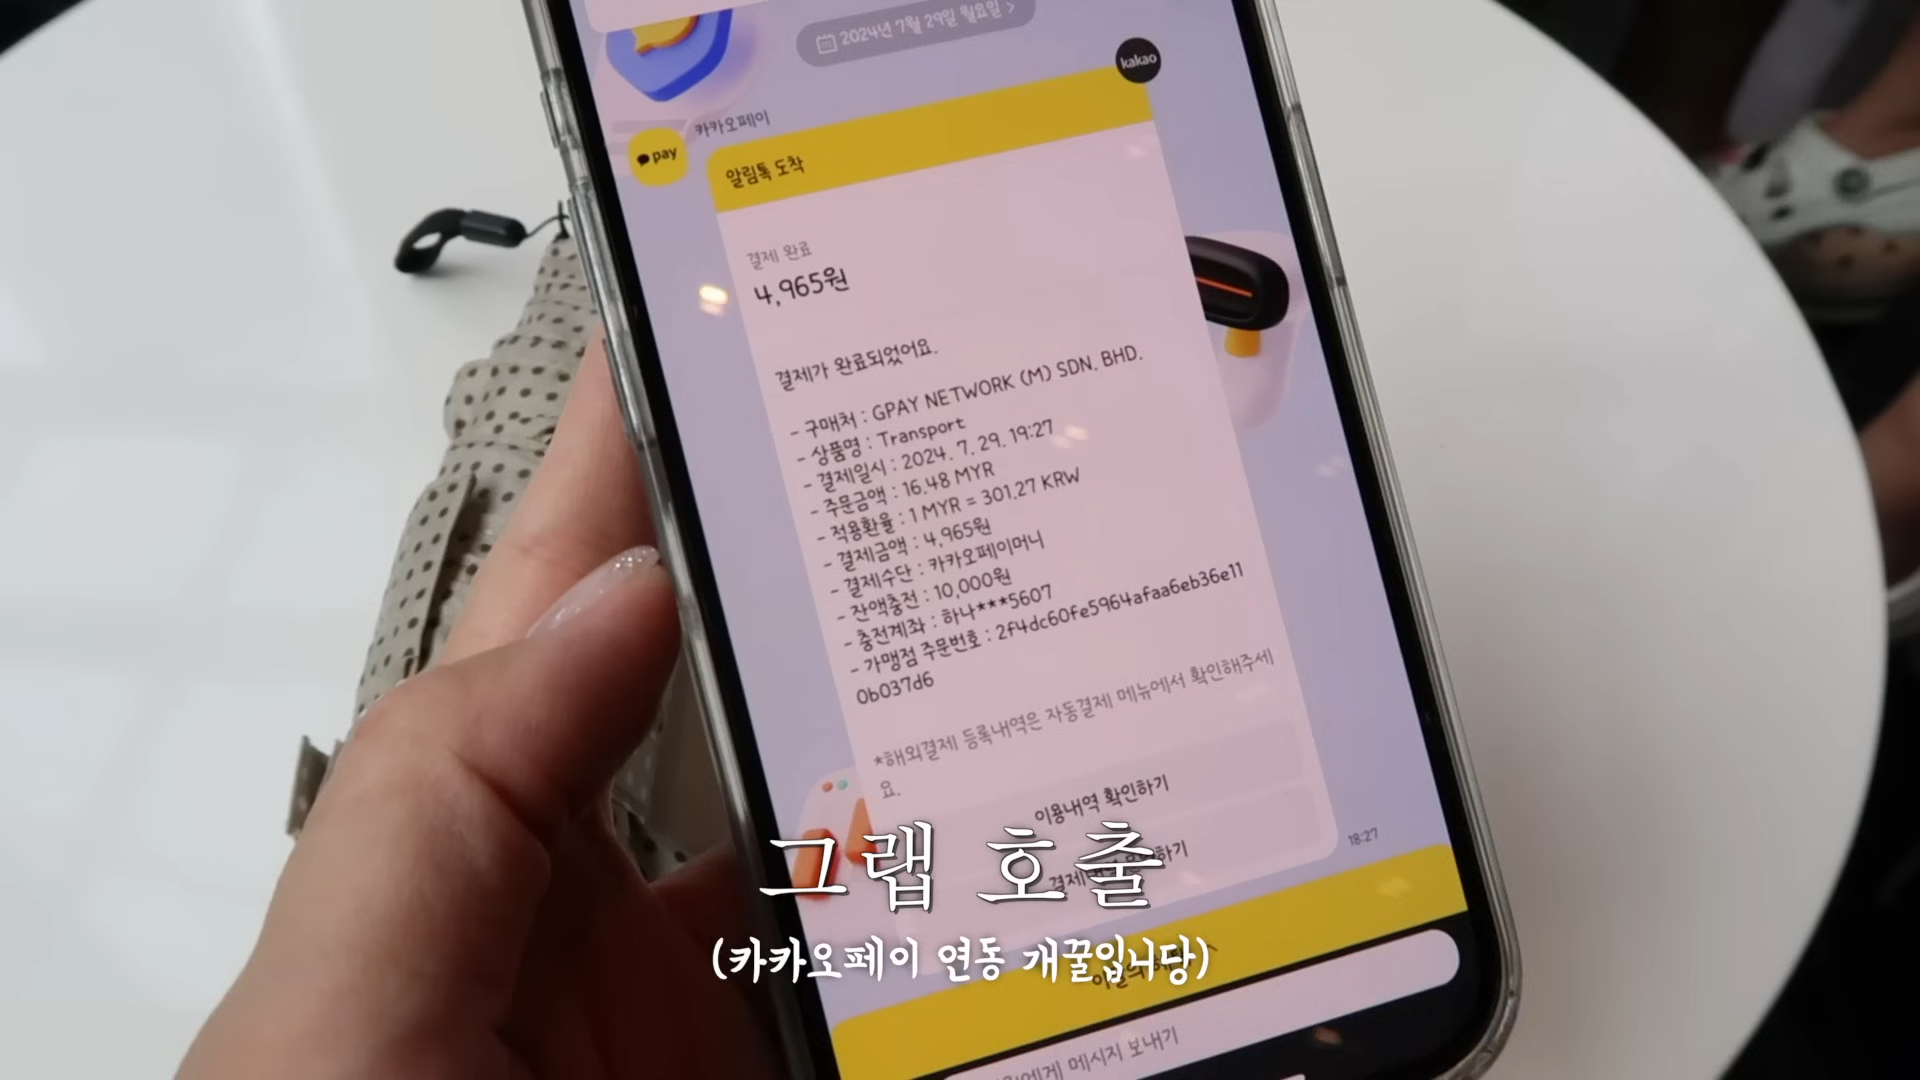 2024년 7월 29일 월요일 >
kakao
카카오페이
pay
알림톡 도착
결제 완료
4,965원
결제가 완료되었어요.
- 구매처 : GPAY NETWORK (M) SDN. BHD.
- 상품명 : Transport
- 결제일시 : 2024. 7. 29. 19:27
- 주문금액 : 16.48 MYR
- 적용환율 : 1 MYR = 301.27 KRW
- 결제금액 : 4,965원
- 결제수단 : 카카오페이머니
- 잔액충전 : 10,000원
- 충전계좌 : 하나***5607
- 가맹점 주문번호 : 2f4dc60fe5964afaa6eb36e11
0b037d6
*해외결제 등록내역은 자동결제 메뉴에서 확인해주세
요.
이용내역 확인하기
18:27
그랩 호출
(카카오페이 연동 개꿀입니당)
메시지 보내기